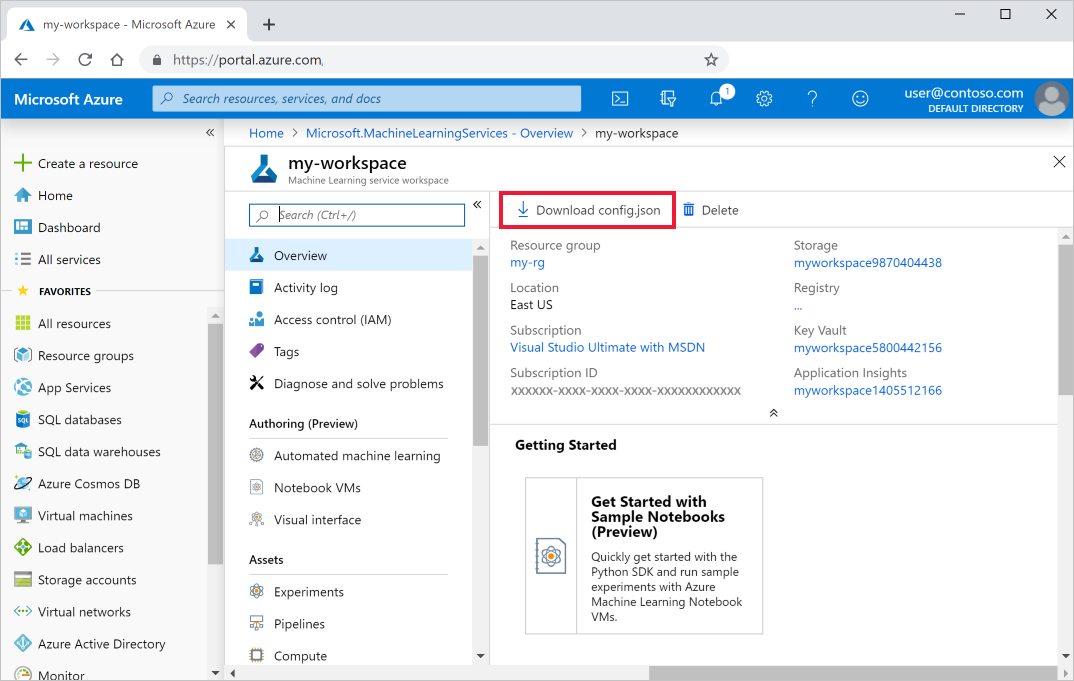 my-workspace - Microsoft Azure
https://portal.azure.com,
Microsoft Azure
Search resources, services, and docs
1
user@contoso.com
DEFAULT DIRECTORY
Create a resource
Home
Dashboard
All services
FAVORITES
All resources
Resource groups
App Services
SQL databases
SQL data warehouses
Azure Cosmos DB
Virtual machines
Load balancers
Storage accounts
Virtual networks
Azure Active Directory
Monitor
Home > Microsoft.MachineLearningServices - Overview > my-workspace
my-workspace
Machine Learning service workspace
Search (Ctrl+/)
Overview
Activity log
Access control (IAM)
Tags
Diagnose and solve problems
Authoring (Preview)
Automated machine learning
Notebook VMs
Visual interface
Assets
Experiments
Pipelines
Compute
Download config.json
Delete
Resource group
my-rg
Location
East US
Subscription
Visual Studio Ultimate with MSDN
Subscription ID
xxxxxx-xxxx-xxxx-xxxx-xxxxxxxxxxxx
Storage
myworkspace9870404438
Registry
...
Key Vault
myworkspace5800442156
Application Insights
myworkspace1405512166
Getting Started
Get Started with
Sample Notebooks
(Preview)
Quickly get started with the
Python SDK and run sample
experiments with Azure
Machine Learning Notebook
VMs.